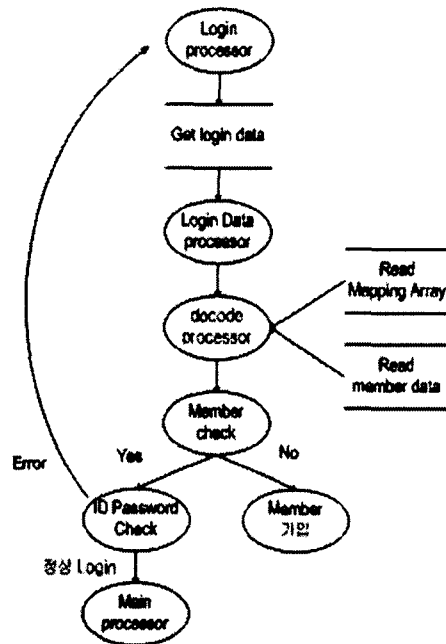 Login
processor
Get login data
Login Data
processor
docode
processor
Read
Mapping Array
Read
member data
Member
check
Error
Yes
No
ID Password
Check
Member
가입
정상 Login
Main
processor